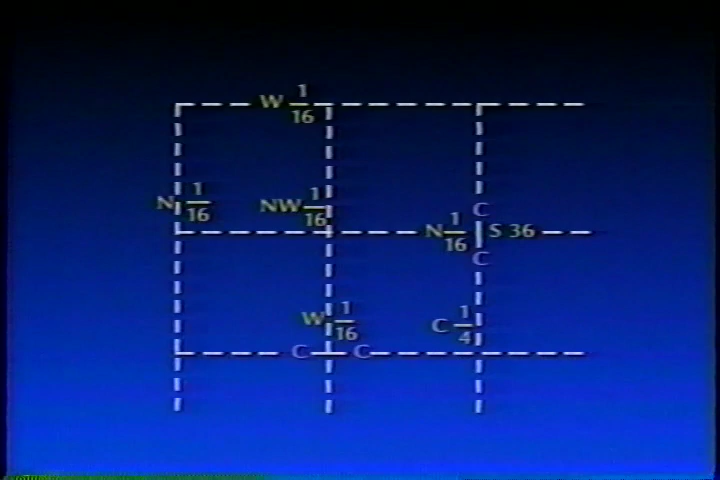 W 1/16
N 1/16
NW 1/16
C
N 1/16 S 36
C
W 1/16
C 1/4
C C